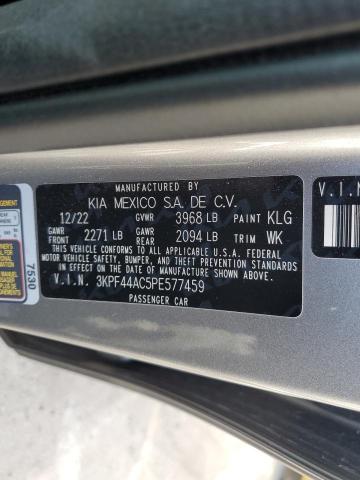 MANUFACTURED BY
KIA MEXICO S.A. DE C.V.
12/22 GVWR 3968 LB PAINT KLG
GAWR FRONT 2271 LB GAWR REAR 2094 LB TRIM WK
THIS VEHICLE CONFORMS TO ALL APPLICABLE U.S.A. FEDERAL
MOTOR VEHICLE SAFETY, BUMPER, AND THEFT PREVENTION
STANDARDS IN EFFECT ON THE DATE OF MANUFACTURE SHOWN ABOVE.
V.I.N. 3KPF44AC5PE577459
PASSENGER CAR
7530
V.I.N